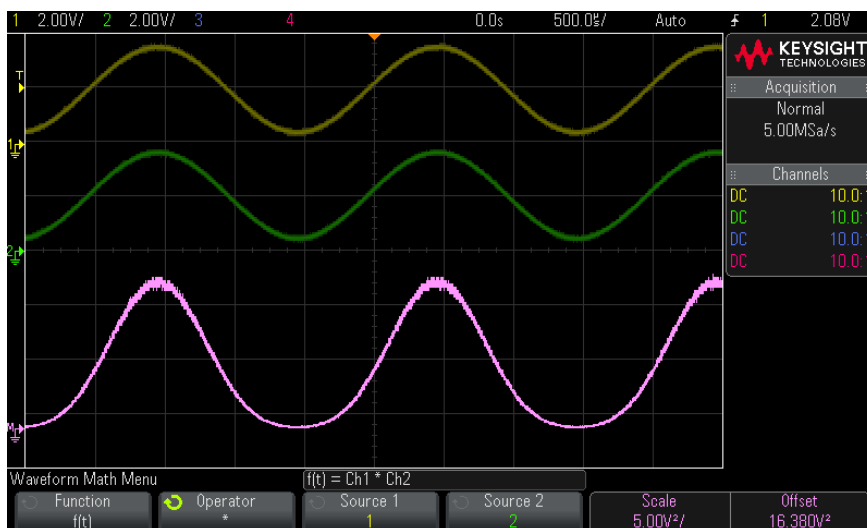 1 2.00V/ 2 2.00V/ 3 4 0.0s 500.0㎲/ Auto 1 2.08V
KEYSIGHT
TECHNOLOGIES
Acquisition
Normal
5.00MSa/s
Channels
DC 10.0:
DC 10.0:
DC 10.0:
DC 10.0:
T
1
2
M
Waveform Math Menu f(t) = Ch1 * Ch2
Function Operator Source 1 Source 2 Scale Offset
f(t) * 1 2 5.00V²/ 16.380V²